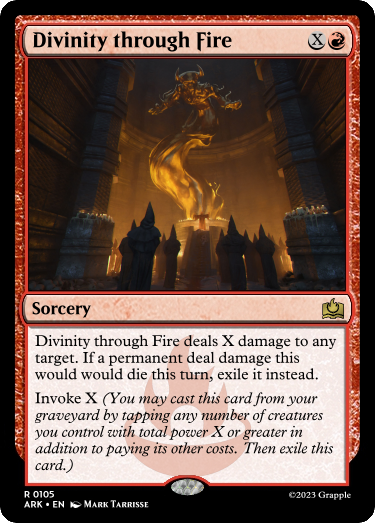 Divinity through Fire X
Sorcery
Divinity through Fire deals X damage to any
target. If a permanent deal damage this
would would die this turn, exile it instead.
Invoke X (You may cast this card from your
graveyard by tapping any number of creatures
you control with total power X or greater in
addition to paying its other costs. Then exile this
card.)
R 0105
ARK • EN Mark Tarrisse
©2023 Grapple